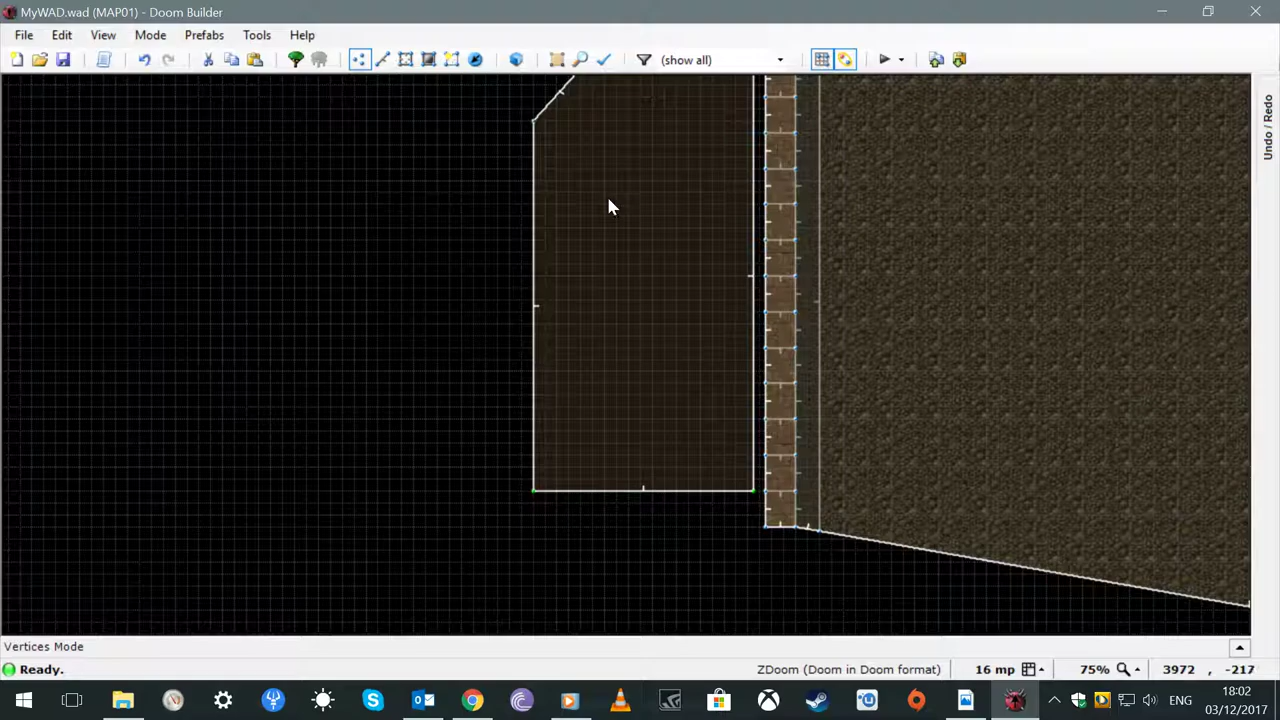 MyWAD.wad (MAP01) - Doom Builder
File Edit View Mode Prefabs Tools Help
(show all)
Undo / Redo
Vertices Mode
Ready. ZDoom (Doom in Doom format) 16 mp 75% 3972 , -217
ENG 18:02
03/12/2017